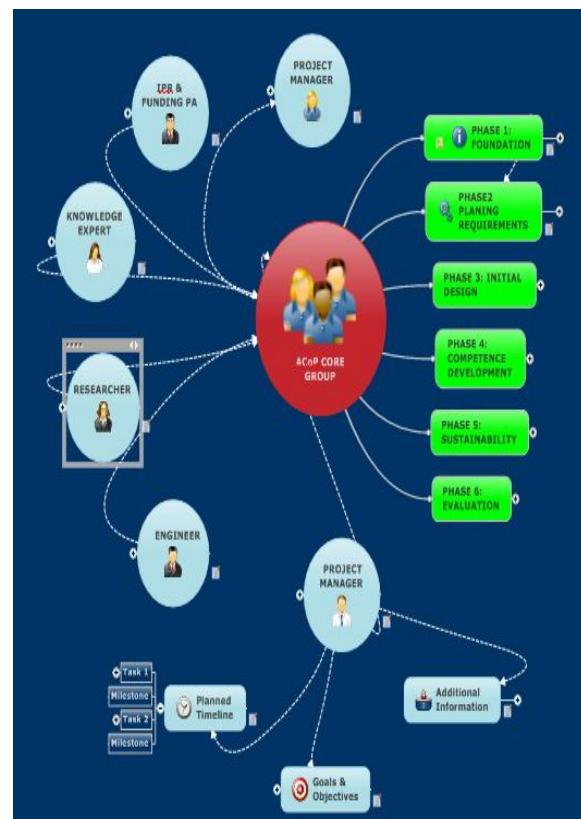 PROJECT
MANAGER
IPR &
FUNDING PA
PHASE 1:
FOUNDATION
KNOWLEDGE
EXPERT
PHASE2
PLANING
REQUIREMENTS
PHASE 3: INITIAL
DESIGN
ACoP CORE
GROUP
PHASE 4:
COMPETENCE
DEVELOPMENT
RESEARCHER
PHASE 5:
SUSTAINABILITY
PHASE 6:
EVALUATION
ENGINEER
PROJECT
MANAGER
Task 1
Milestone
Task 2
Milestone
Planned
Timeline
Additional
Information
Goals &
Objectives